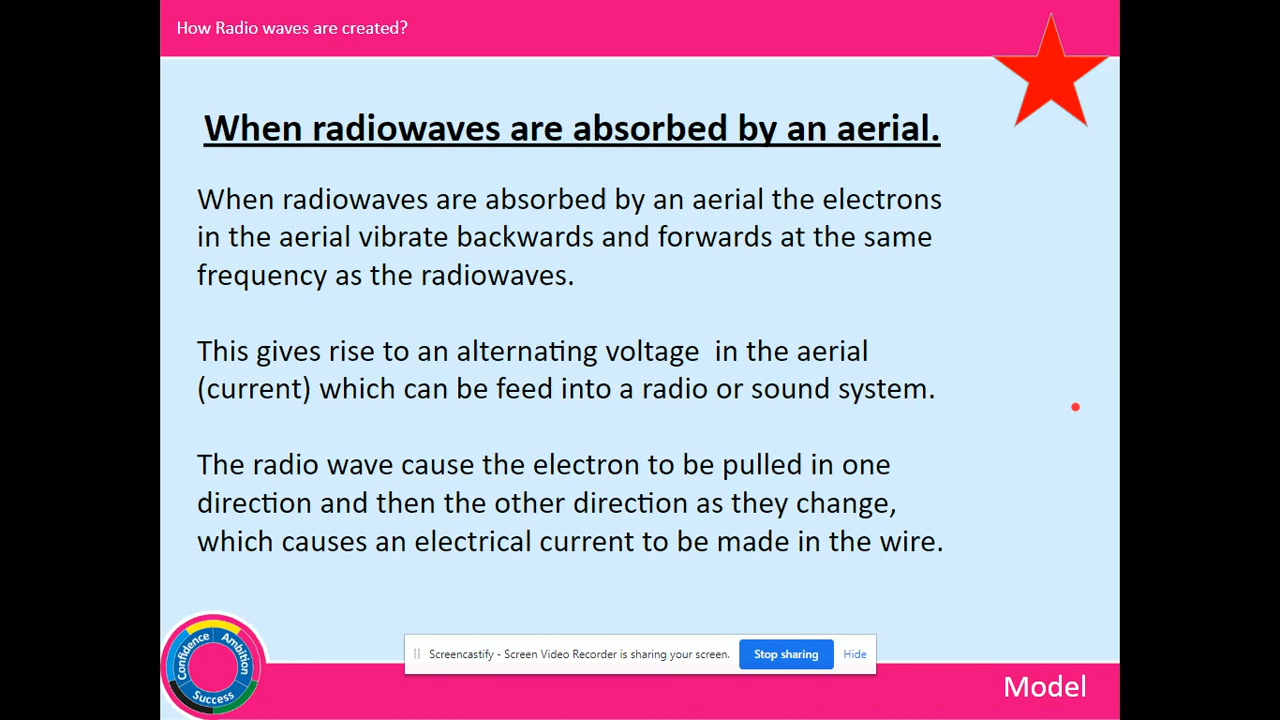 How Radio waves are created?
When radiowaves are absorbed by an aerial.
When radiowaves are absorbed by an aerial the electrons
in the aerial vibrate backwards and forwards at the same
frequency as the radiowaves.
This gives rise to an alternating voltage  in the aerial
(current) which can be feed into a radio or sound system.
The radio wave cause the electron to be pulled in one
direction and then the other direction as they change,
which causes an electrical current to be made in the wire.
Confidence
Ambition
Success
Screencastify - Screen Video Recorder is sharing your screen.
Stop sharing
Hide
Model